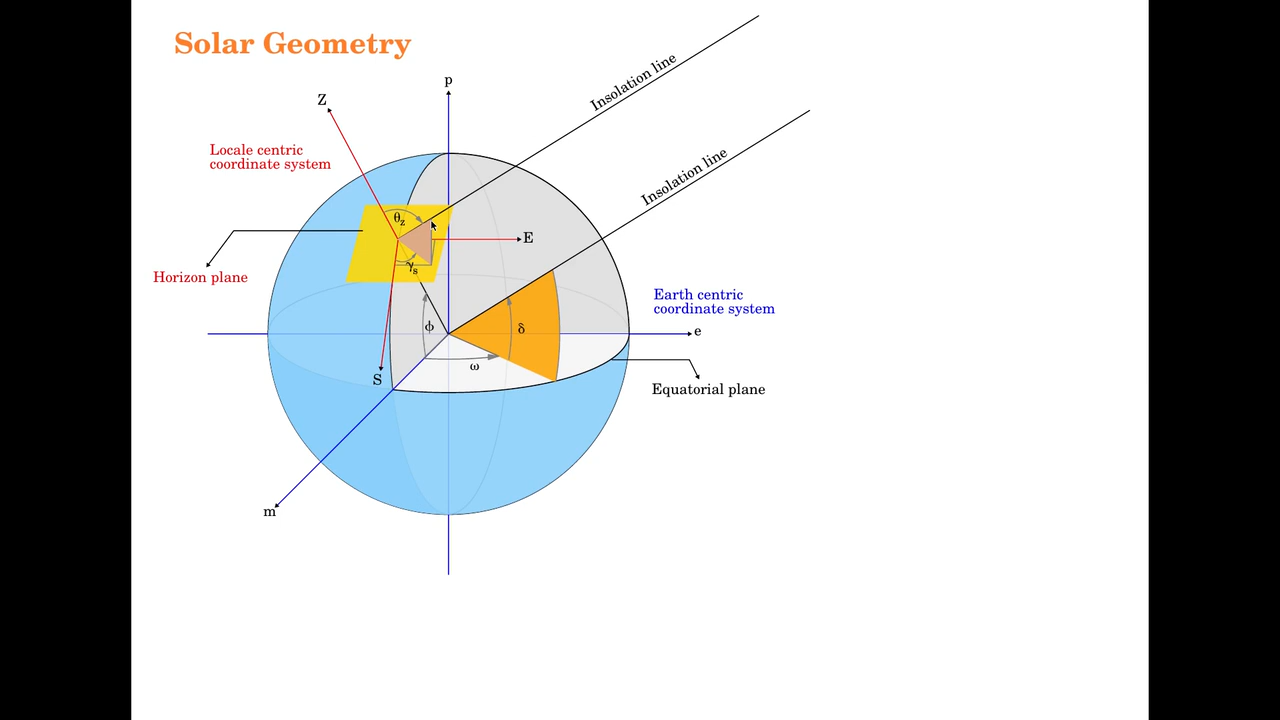 Solar Geometry
p
Z
Insolation line
Locale centric
coordinate system
Insolation line
θz
E
γs
Horizon plane
Earth centric
coordinate system
ϕ
δ
e
ω
S
Equatorial plane
m